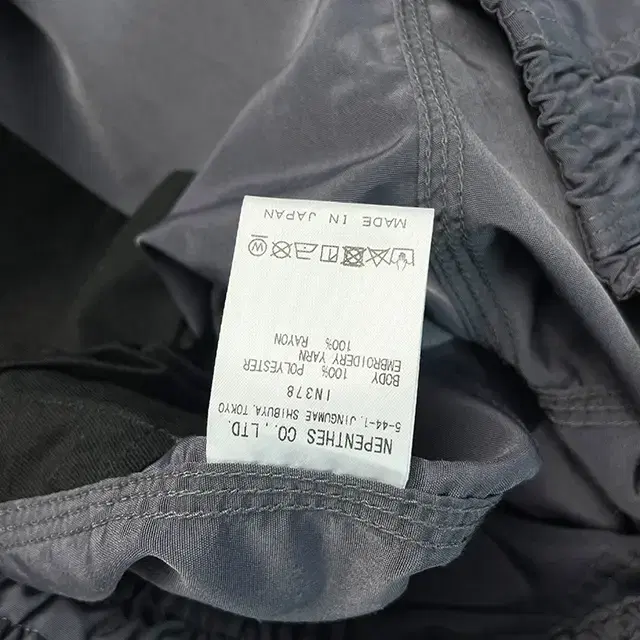 NEPENTHES CO., LTD.
5-44-1, JINGUMAE SHIBUYA, TOKYO
IN378
BODY 100% POLYESTER
EMBROIDERY YARN
100% RAYON
W
MADE IN JAPAN